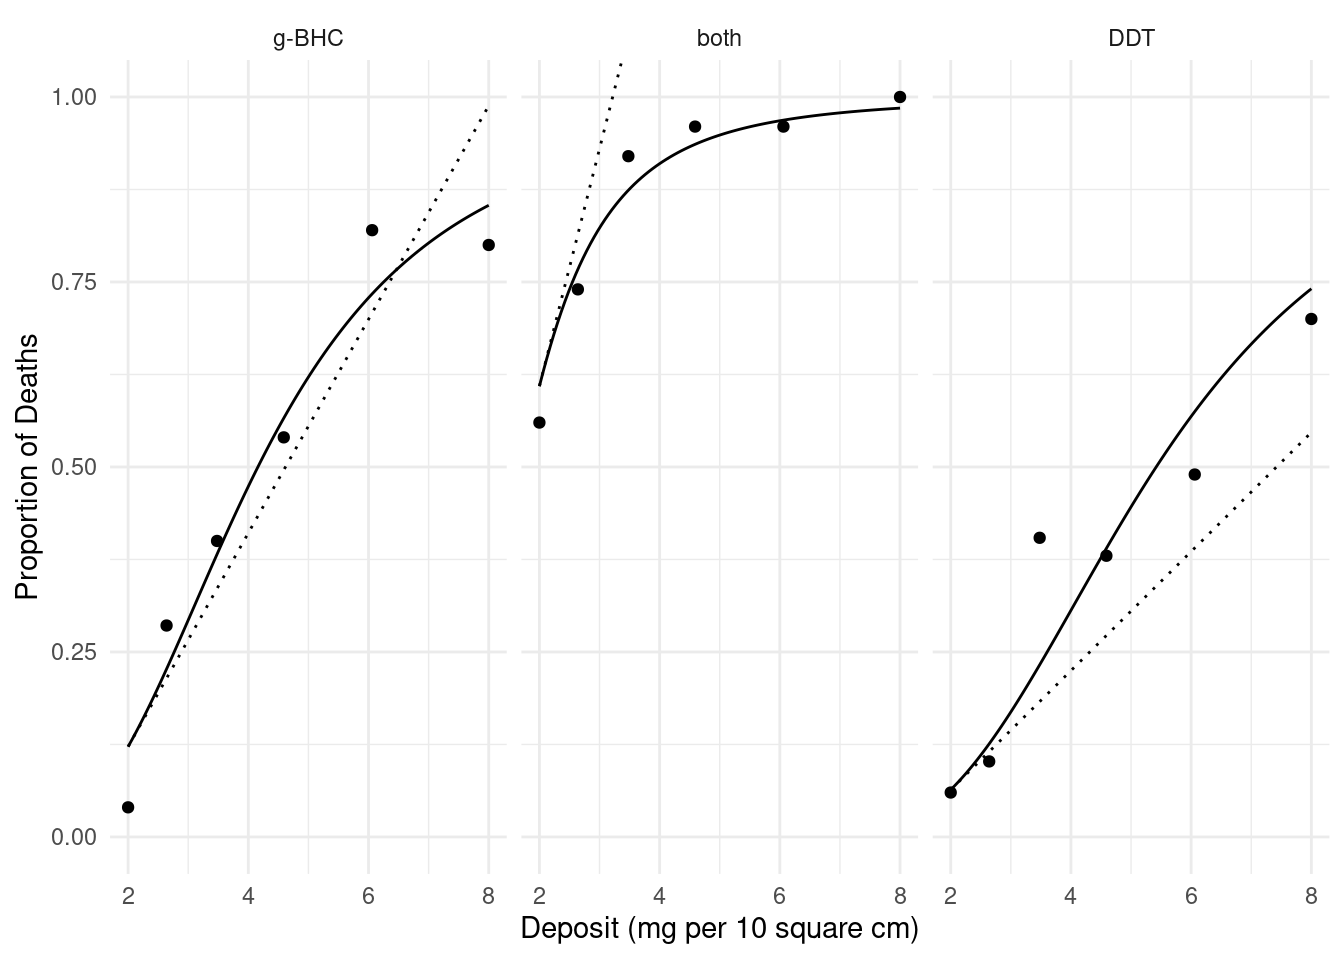 g-BHC both DDT
1.00
0.75
0.50
0.25
0.00
Proportion of Deaths
2 4 6 8 2 4 6 8 2 4 6 8
Deposit (mg per 10 square cm)